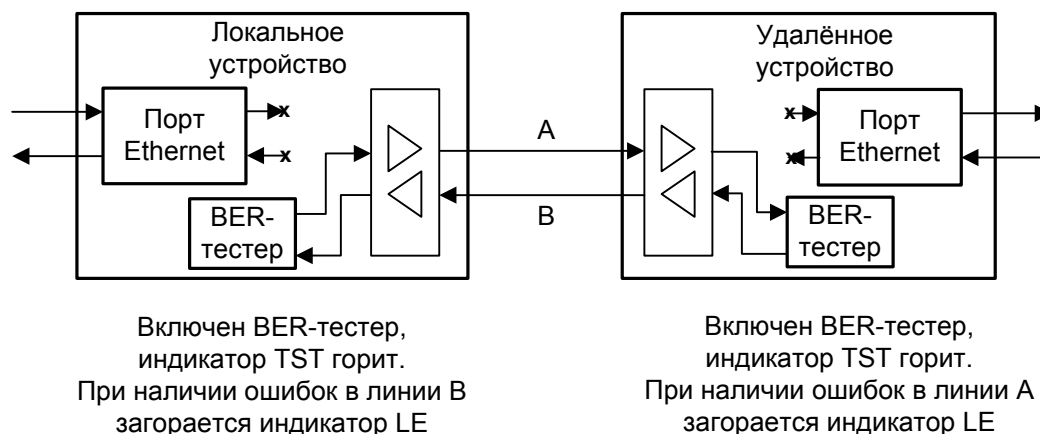 Локальное
устройство
Удалённое
устройство
Порт
Ethernet
x
x
BER-
тестер
A
B
x
x
Порт
Ethernet
BER-
тестер
Включен BER-тестер,
индикатор TST горит.
При наличии ошибок в линии B
загорается индикатор LE
Включен BER-тестер,
индикатор TST горит.
При наличии ошибок в линии A
загорается индикатор LE